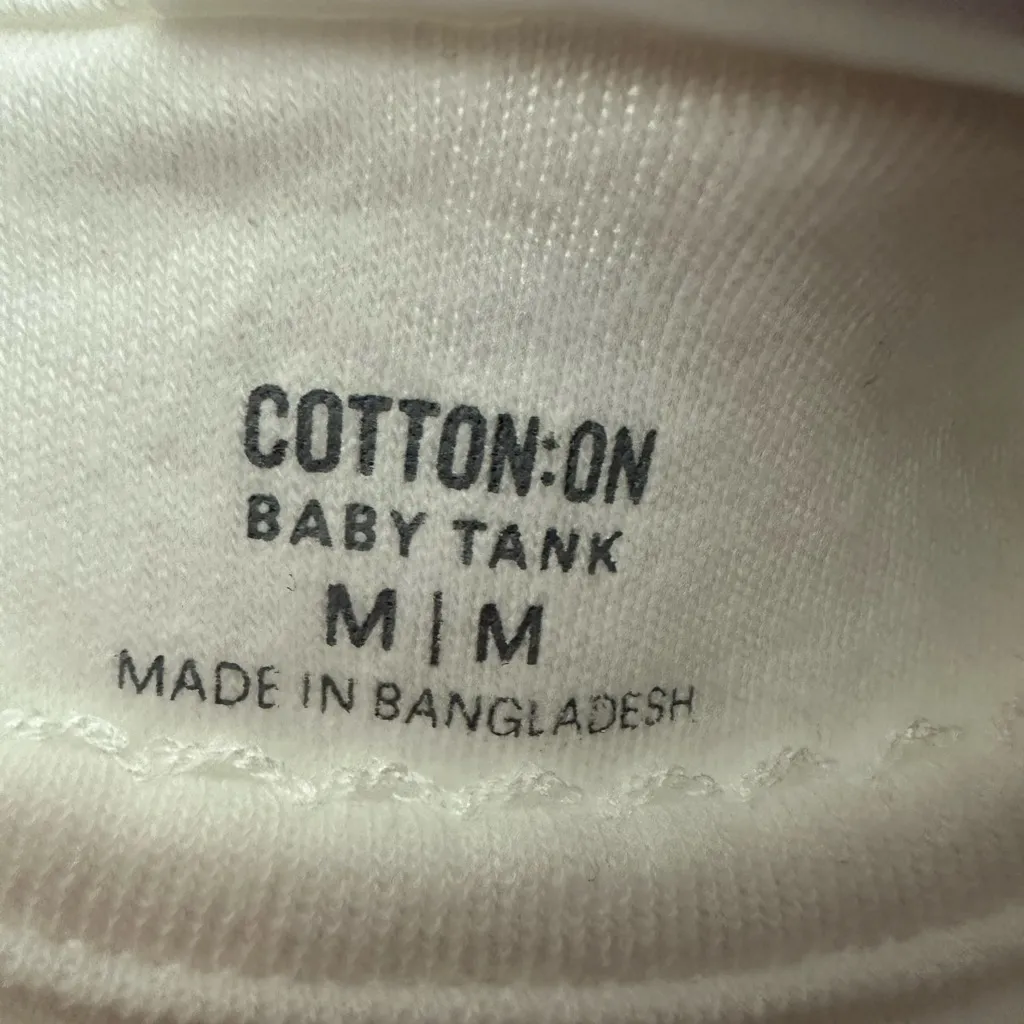 COTTON:ON
BABY TANK
M | M
MADE IN BANGLADESH